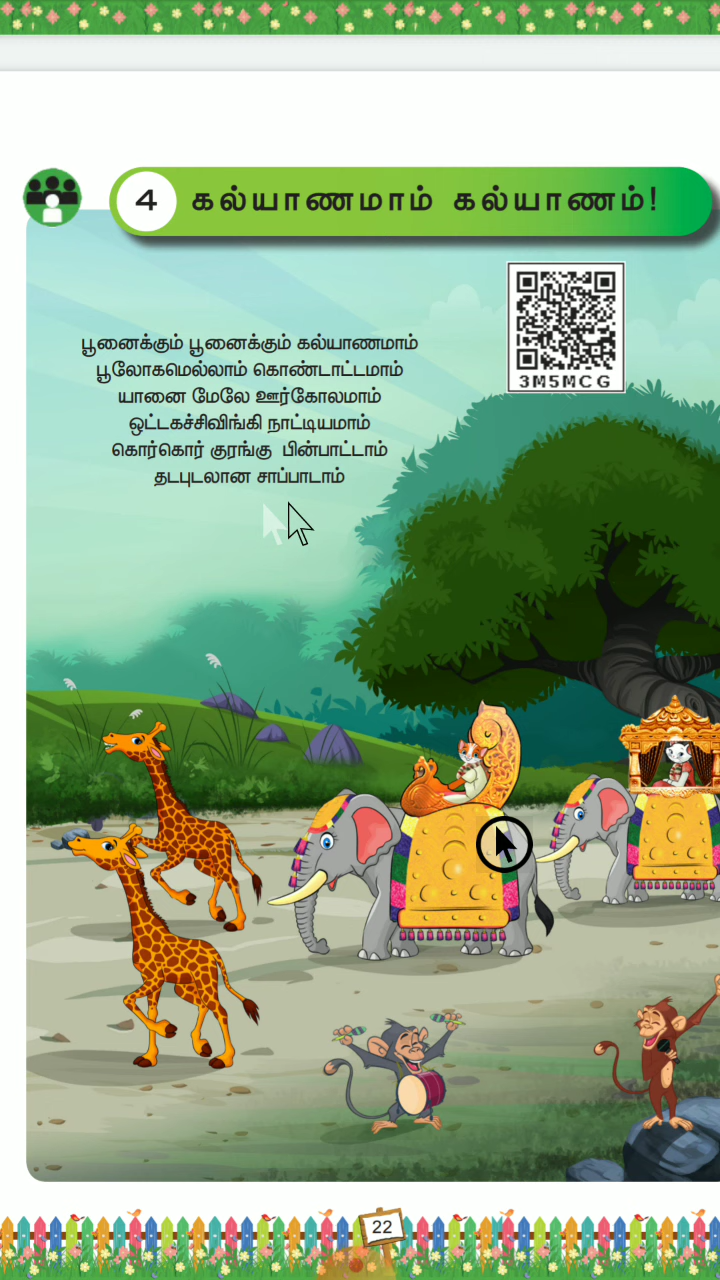 4 கல்யாணமாம் கல்யாணம்!
3M5MCG
பூனைக்கும் பூனைக்கும் கல்யாணமாம்
பூலோகமெல்லாம் கொண்டாட்டமாம்
யானை மேலே ஊர்கோலமாம்
ஒட்டகச்சிவிங்கி நாட்டியமாம்
கொர்கொர் குரங்கு பின்பாட்டாம்
தடபுடலான சாப்பாடாம்
22